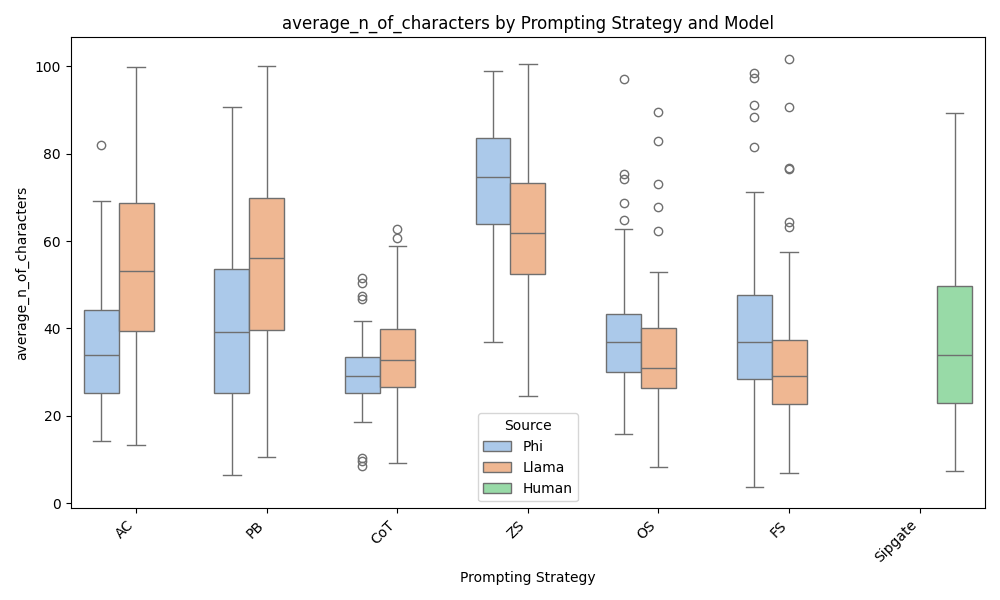 average_n_of_characters by Prompting Strategy and Model
average_n_of_characters
100
80
60
40
20
0
Source
Phi
Llama
Human
AC
PB
CoT
ZS
OS
FS
Sipgate
Prompting Strategy